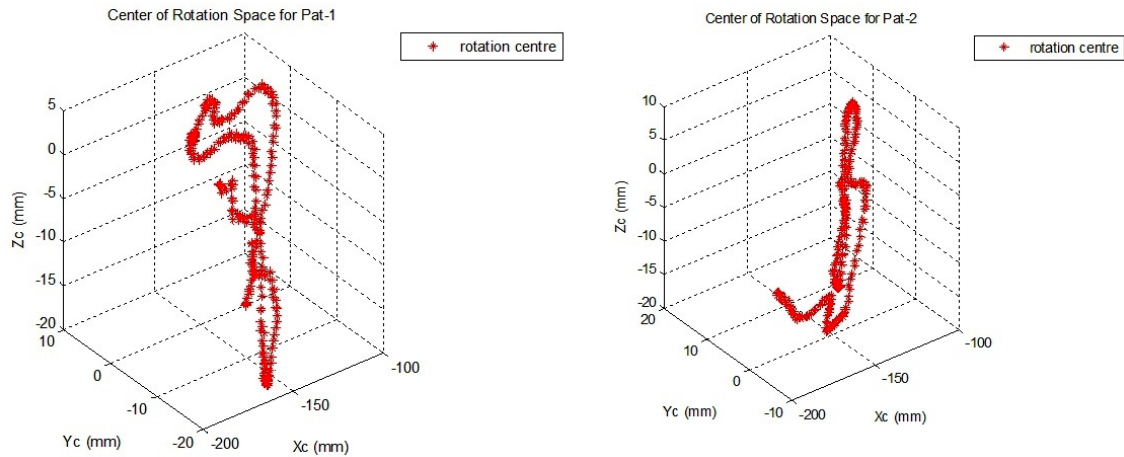 Center of Rotation Space for Pat-1
rotation centre
5
0
-5
-10
-15
-20
Zc (mm)
10
0
-10
-20
Yc (mm)
-200
-150
-100
Xc (mm)
Center of Rotation Space for Pat-2
rotation centre
10
5
0
-5
-10
-15
-20
Zc (mm)
20
10
0
-10
Yc (mm)
-200
-150
-100
Xc (mm)